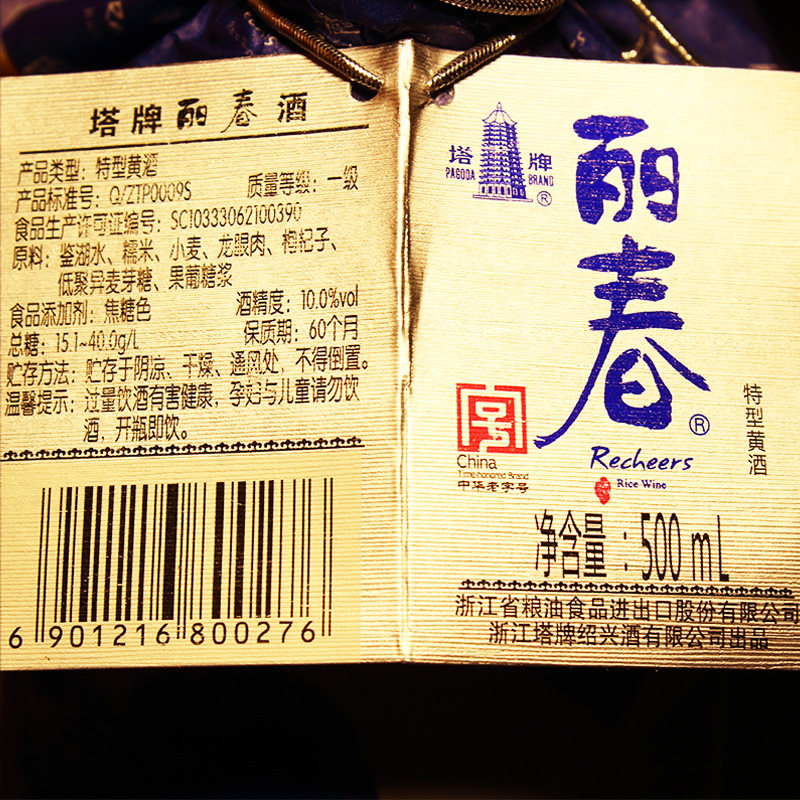 塔牌丽春酒
产品类型：特型黄酒
产品标准号：Q/ZTP0009S 质量等级：一级
食品生产许可证编号：SC10333062100390
原料：鉴湖水、糯米、小麦、龙眼肉、枸杞子、
低聚异麦芽糖、果葡糖浆
食品添加剂：焦糖色 酒精度：10.0%vol
总糖：15.1~40.0g/L 保质期：60个月
贮存方法：贮存于阴凉、干燥、通风处，不得倒置。
温馨提示：过量饮酒有害健康，孕妇与儿童请勿饮
酒，开瓶即饮。
6 901216 800276
塔牌
PAGODA BRAND
®
丽春
®
特型黄酒
Recheers
Rice Wine
China
Time-honored Brand
中华老字号
净含量：500mL
浙江省粮油食品进出口股份有限公司
浙江塔牌绍兴酒有限公司出品